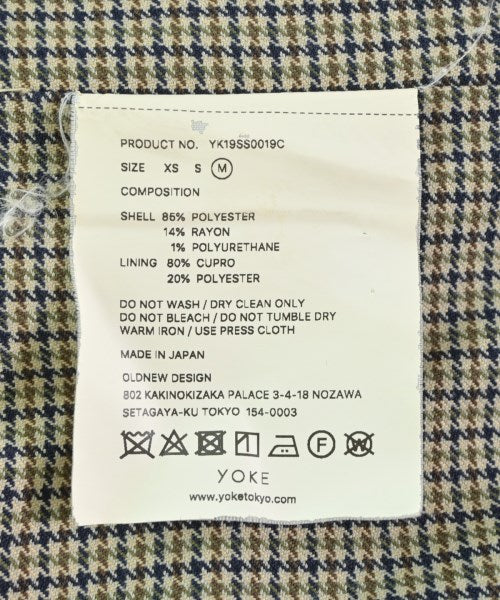 PRODUCT NO. YK19SS0019C
SIZE XS S M
COMPOSITION
SHELL 85% POLYESTER
14% RAYON
1% POLYURETHANE
LINING 80% CUPRO
20% POLYESTER
DO NOT WASH / DRY CLEAN ONLY
DO NOT BLEACH / DO NOT TUMBLE DRY
WARM IRON / USE PRESS CLOTH
MADE IN JAPAN
OLDNEW DESIGN
802 KAKINOKIZAKA PALACE 3-4-18 NOZAWA
SETAGAYA-KU TOKYO 154-0003
F W
YOKE
www.yoketokyo.com